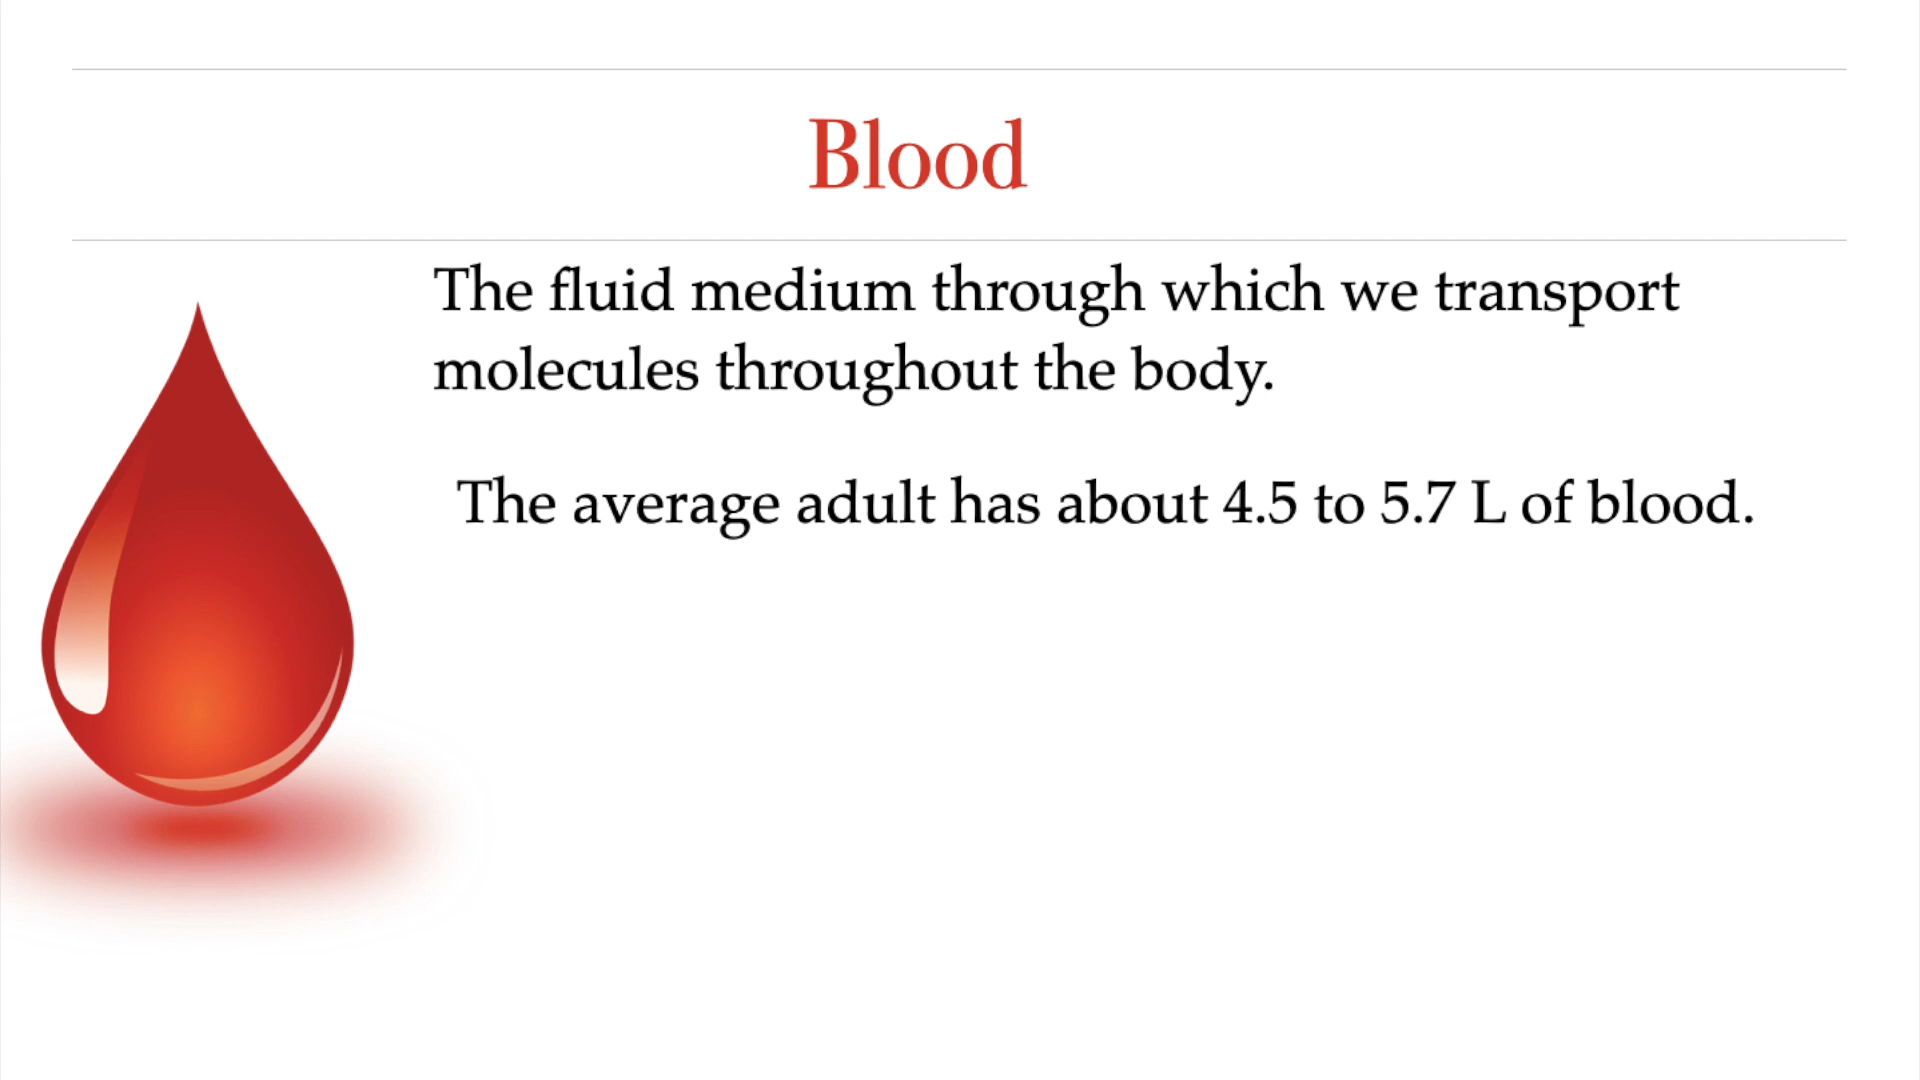 Blood
The fluid medium through which we transport
molecules throughout the body.
The average adult has about 4.5 to 5.7 L of blood.